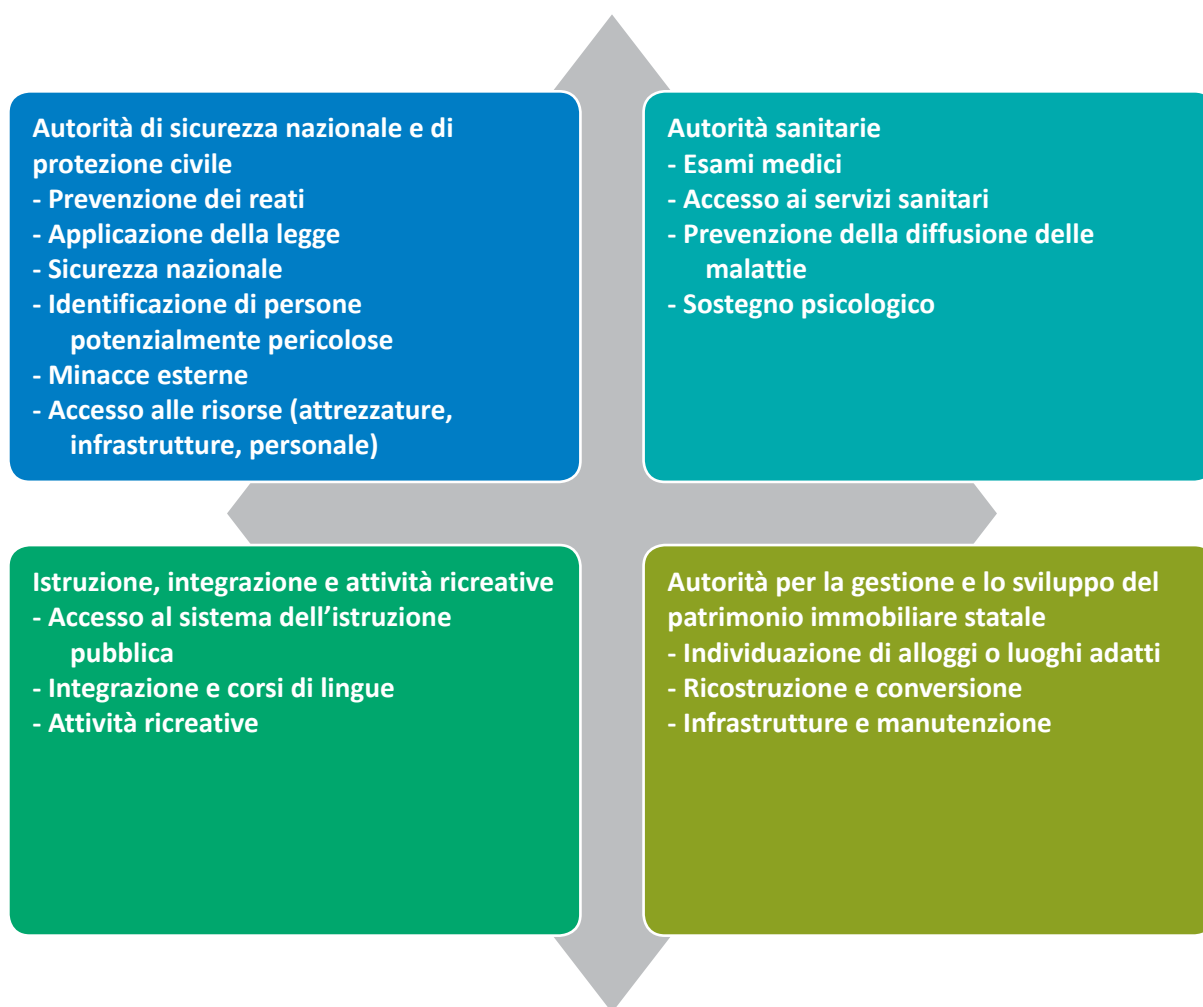 Autorità di sicurezza nazionale e di
protezione civile
- Prevenzione dei reati
- Applicazione della legge
- Sicurezza nazionale
- Identificazione di persone
potenzialmente pericolose
- Minacce esterne
- Accesso alle risorse (attrezzature,
infrastrutture, personale)
Autorità sanitarie
- Esami medici
- Accesso ai servizi sanitari
- Prevenzione della diffusione delle
malattie
- Sostegno psicologico
Istruzione, integrazione e attività ricreative
- Accesso al sistema dell’istruzione
pubblica
- Integrazione e corsi di lingue
- Attività ricreative
Autorità per la gestione e lo sviluppo del
patrimonio immobiliare statale
- Individuazione di alloggi o luoghi adatti
- Ricostruzione e conversione
- Infrastrutture e manutenzione